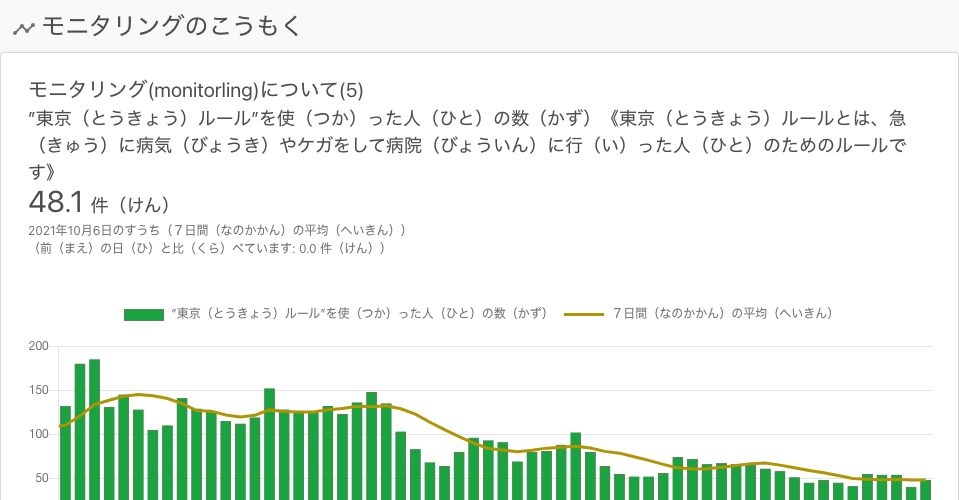 モニタリングのこうもく
モニタリング(monitorling)について(5)
”東京（とうきょう）ルール”を使（つか）った人（ひと）の数（かず）《東京（とうきょう）ルールとは、急
（きゅう）に病気（びょうき）やケガをして病院（びょういん）に行（い）った人（ひと）のためのルールで
す》
48.1 件（けん）
2021年10月6日のすうち（７日間（なのかかん）の平均（へいきん））
（前（まえ）の日（ひ）と比（くら）べています: 0.0 件（けん））
”東京（とうきょう）ルール”を使（つか）った人（ひと）の数（かず） ７日間（なのかかん）の平均（へいきん）
200
150
100
50